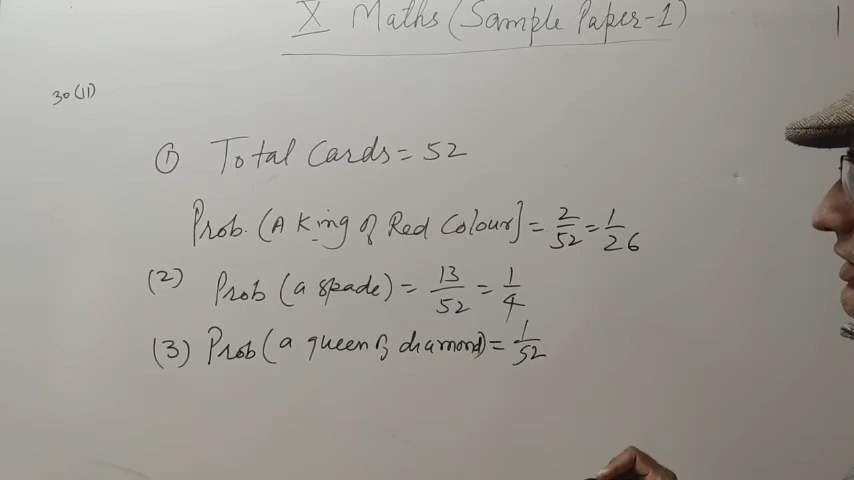 X Maths (Sample Paper-1)
30(11)
① Total Cards = 52
Prob. (A King of Red Colour] = 2/52 = 1/26
(2) Prob (a spade) = 13/52 = 1/4
(3) Prob (a queen of diamond) = 1/52